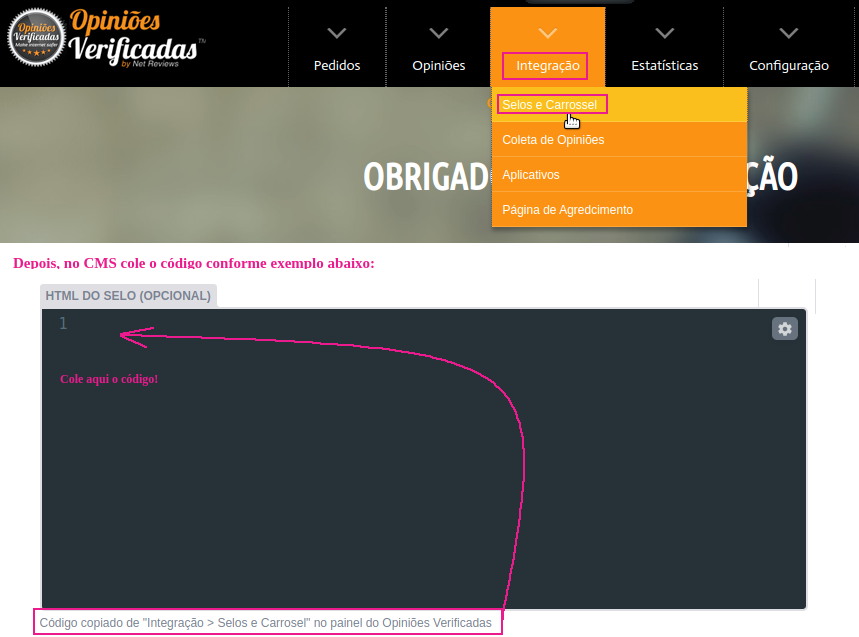 Opiniões
Verificadas
Make internet safer
Opiniões
Verificadas™
by Net Reviews
Pedidos
Opiniões
Integração
Estatísticas
Configuração
Selos e Carrossel
Coleta de Opiniões
Aplicativos
Página de Agredcimento
OBRIGAD
ÇÃO
Depois, no CMS cole o código conforme exemplo abaixo:
HTML DO SELO (OPCIONAL)
1
Cole aqui o código!
Código copiado de "Integração > Selos e Carrosel" no painel do Opiniões Verificadas